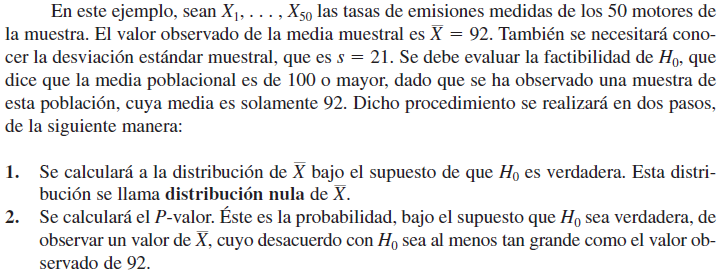 En este ejemplo, sean X₁, . . . , X₅₀ las tasas de emisiones medidas de los 50 motores de
la muestra. El valor observado de la media muestral es X̅ = 92. También se necesitará cono-
cer la desviación estándar muestral, que es s = 21. Se debe evaluar la factibilidad de H₀, que
dice que la media poblacional es de 100 o mayor, dado que se ha observado una muestra de
esta población, cuya media es solamente 92. Dicho procedimiento se realizará en dos pasos,
de la siguiente manera:
1. Se calculará a la distribución de X̅ bajo el supuesto de que H₀ es verdadera. Esta distri-
bución se llama distribución nula de X̅.
2. Se calculará el P-valor. Éste es la probabilidad, bajo el supuesto que H₀ sea verdadera, de
observar un valor de X̅, cuyo desacuerdo con H₀ sea al menos tan grande como el valor ob-
servado de 92.